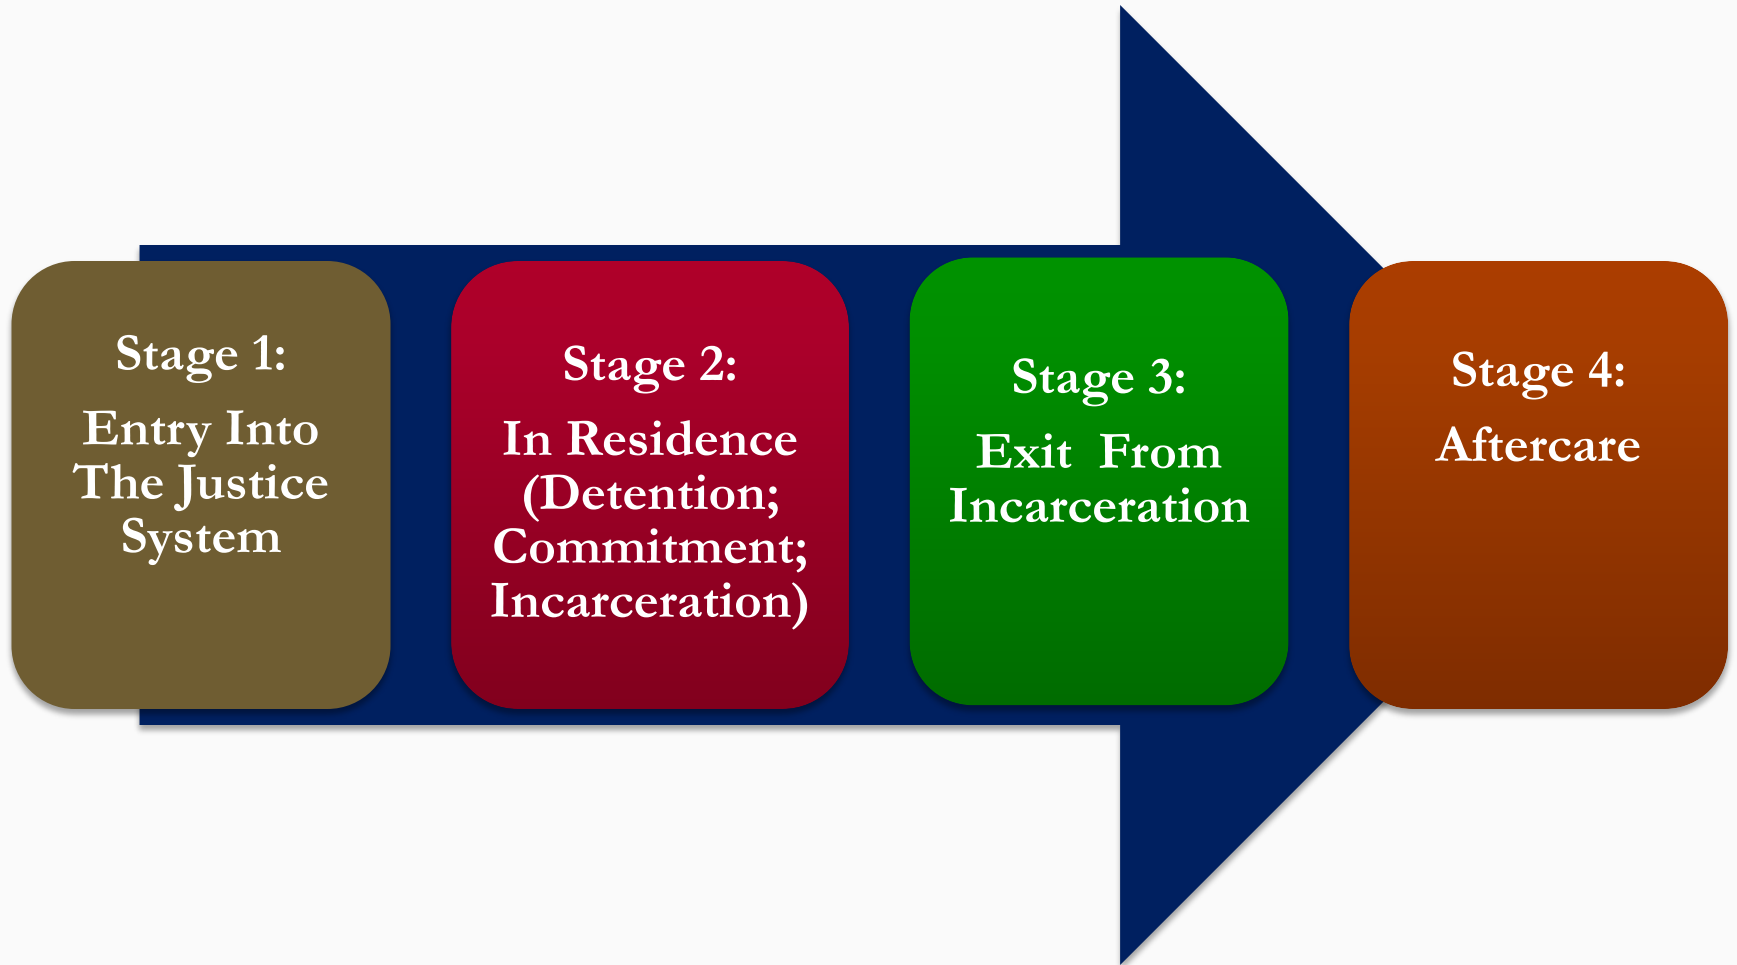 Stage 1:
Entry Into
The Justice
System
Stage 2:
In Residence
(Detention;
Commitment;
Incarceration)
Stage 3:
Exit  From
Incarceration
Stage 4:
Aftercare